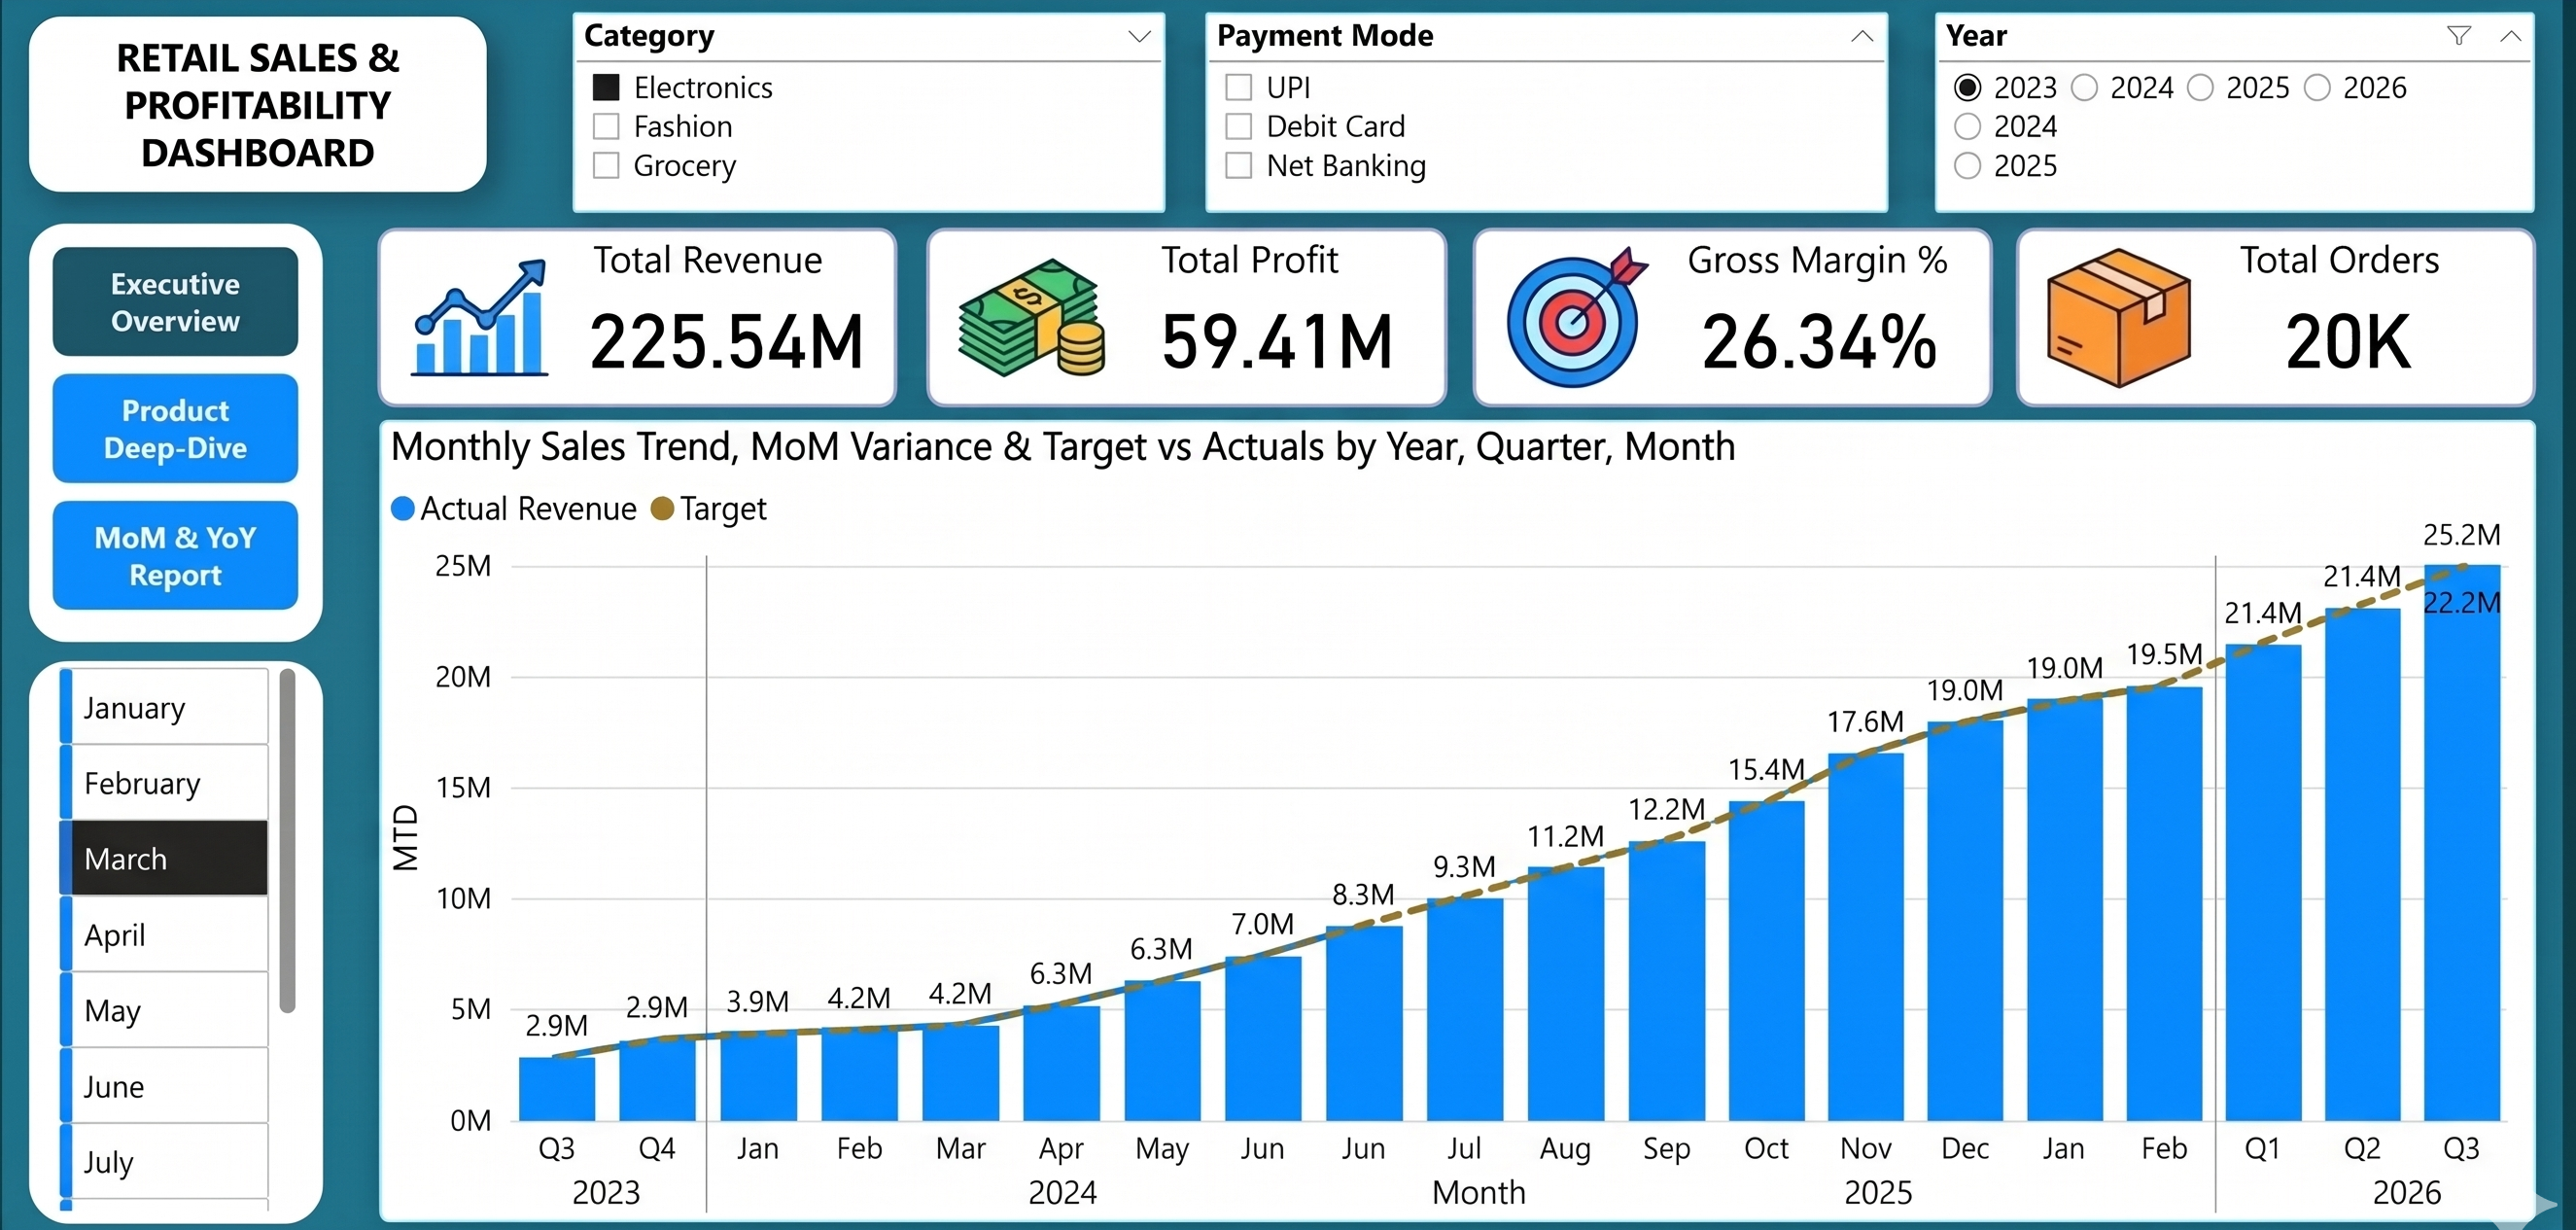 RETAIL SALES &
PROFITABILITY
DASHBOARD
Category
Electronics
Fashion
Grocery
Payment Mode
UPI
Debit Card
Net Banking
Year
2023 2024 2025 2026
2024
2025
Executive
Overview
Product
Deep-Dive
MoM & YoY
Report
January
February
March
April
May
June
July
Total Revenue
225.54M
Total Profit
59.41M
Gross Margin %
26.34%
Total Orders
20K
Monthly Sales Trend, MoM Variance & Target vs Actuals by Year, Quarter, Month
Actual Revenue Target
MTD
25M
20M
15M
10M
5M
0M
2.9M 2.9M 3.9M 4.2M 4.2M 6.3M 6.3M 7.0M 8.3M 9.3M 11.2M 12.2M 15.4M 17.6M 19.0M 19.0M 19.5M 21.4M 21.4M 25.2M
22.2M
Q3 Q4 Jan Feb Mar Apr May Jun Jun Jul Aug Sep Oct Nov Dec Jan Feb Q1 Q2 Q3
2023 2024 Month 2025 2026